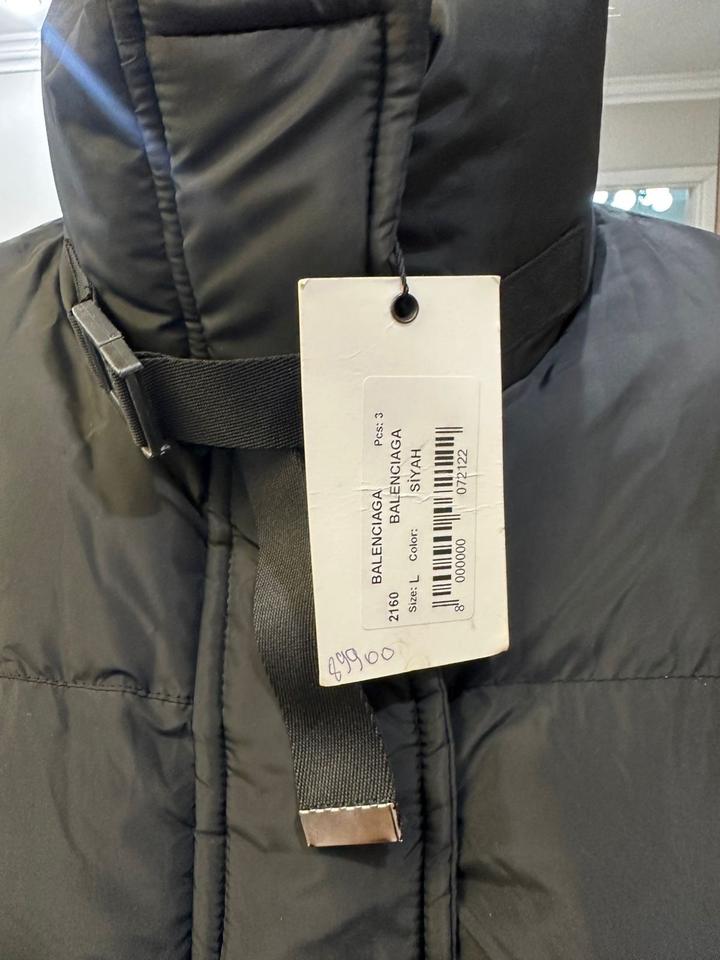 BALENCIAGA Pcs: 3
2160 BALENCIAGA
Size: L Color: SİYAH
8 000000 072122
89900